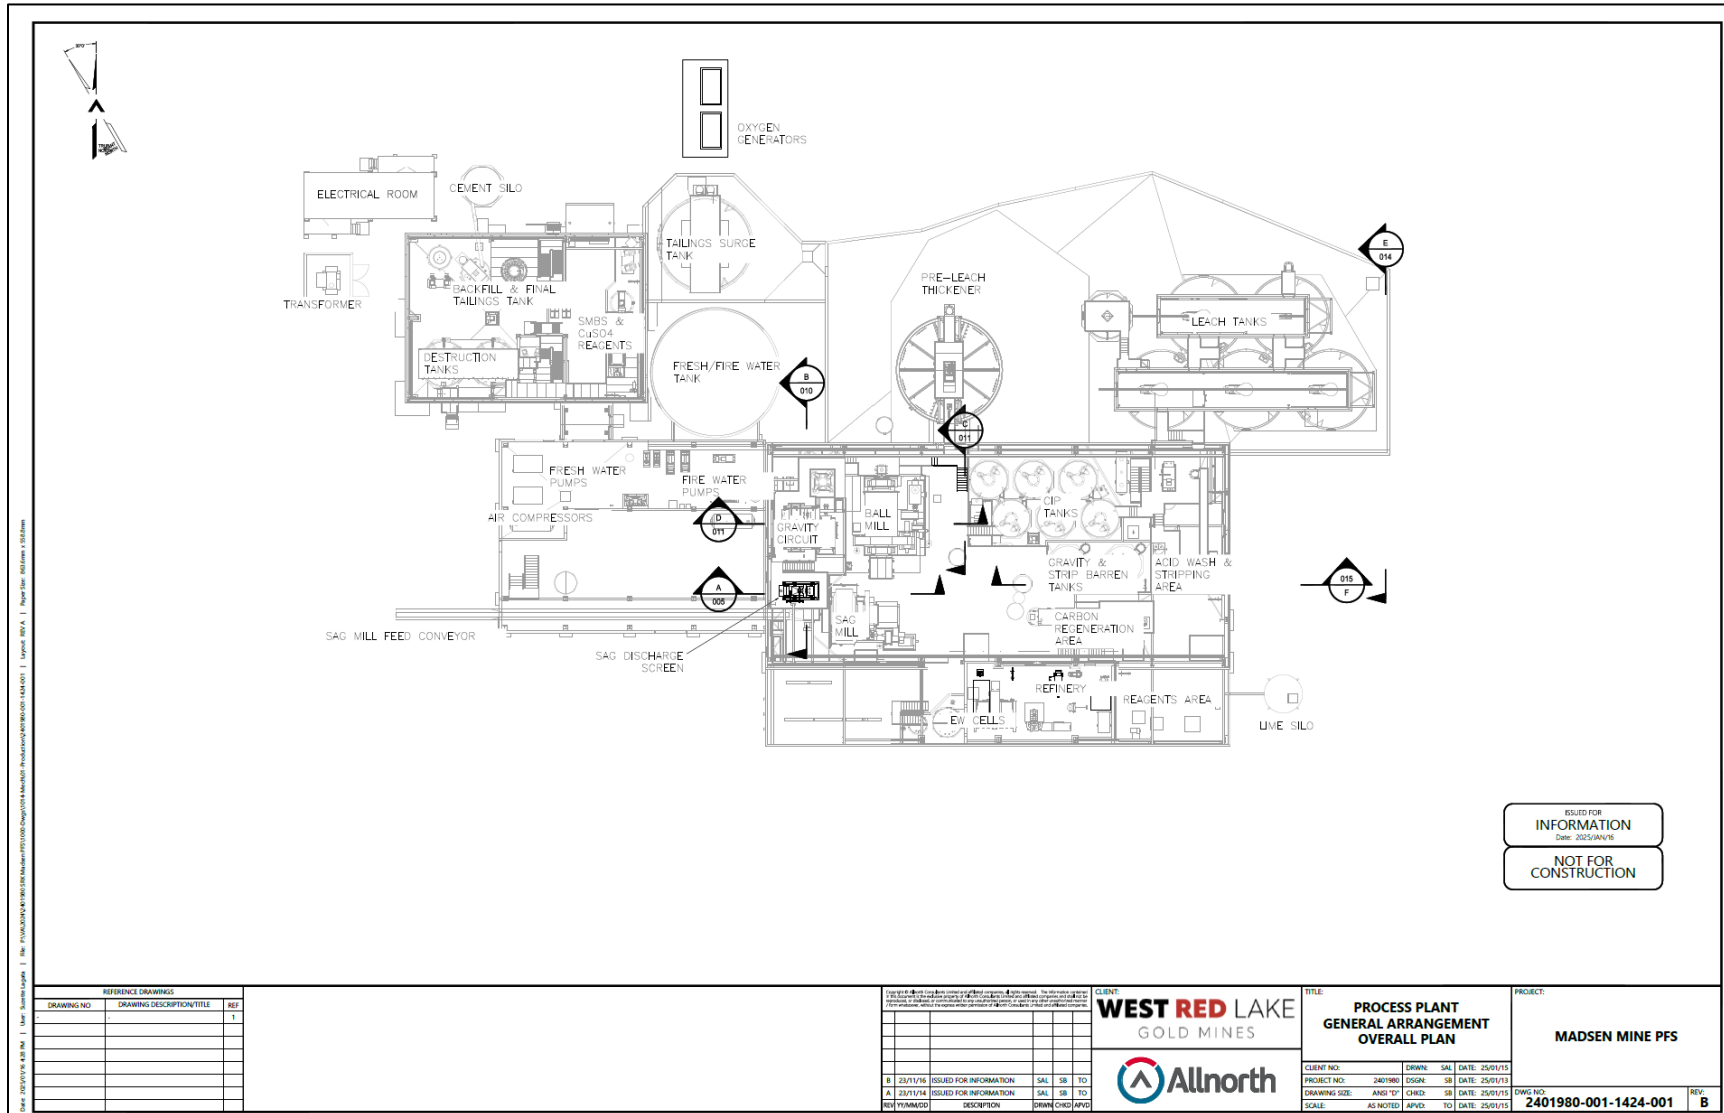 OXYGEN
GENERATORS
ELECTRICAL ROOM
CEMENT SILO
TAILINGS SURGE
TANK
E
014
BACKFILL & FINAL
TAILINGS TANK
TRANSFORMER
PRE-LEACH
THICKENER
SMBS &
CuSO4
REAGENTS
LEACH TANKS
DESTRUCTION
TANKS
FRESH/FIRE WATER
TANK
B
010
C
011
FRESH WATER
PUMPS
FIRE WATER
PUMPS
AIR COMPRESSORS
D
011
GRAVITY
CIRCUIT
BALL
MILL
CIP
TANKS
GRAVITY &
STRIP BARREN
TANKS
ACID WASH &
STRIPPING
AREA
A
005
015
F
SAG
MILL
CARBON
REGENERATION
AREA
SAG MILL FEED CONVEYOR
SAG DISCHARGE
SCREEN
REFINERY
REAGENTS AREA
EW CELLS
LIME SILO
ISSUED FOR
INFORMATION
Date: 2025/JAN/16
NOT FOR
CONSTRUCTION
REFERENCE DRAWINGS
DRAWING NO DRAWING DESCRIPTION/TITLE REF
- - 1
B 23/11/16 ISSUED FOR INFORMATION SAL SB TO
A 23/11/14 ISSUED FOR INFORMATION SAL SB TO
REV YY/MM/DD DESCRIPTION DRWN CHKD APVD
CLIENT:
WEST RED LAKE
GOLD MINES
Allnorth
TITLE:
PROCESS PLANT
GENERAL ARRANGEMENT
OVERALL PLAN
CLIENT NO: DRWN: SAL DATE: 25/01/15
PROJECT NO: 2401980 DSGN: SB DATE: 25/01/13
DRAWING SIZE: ANSI "D" CHKD: SB DATE: 25/01/15
SCALE: AS NOTED APVD: TO DATE: 25/01/15
PROJECT:
MADSEN MINE PFS
DWG NO: REV:
2401980-001-1424-001 B